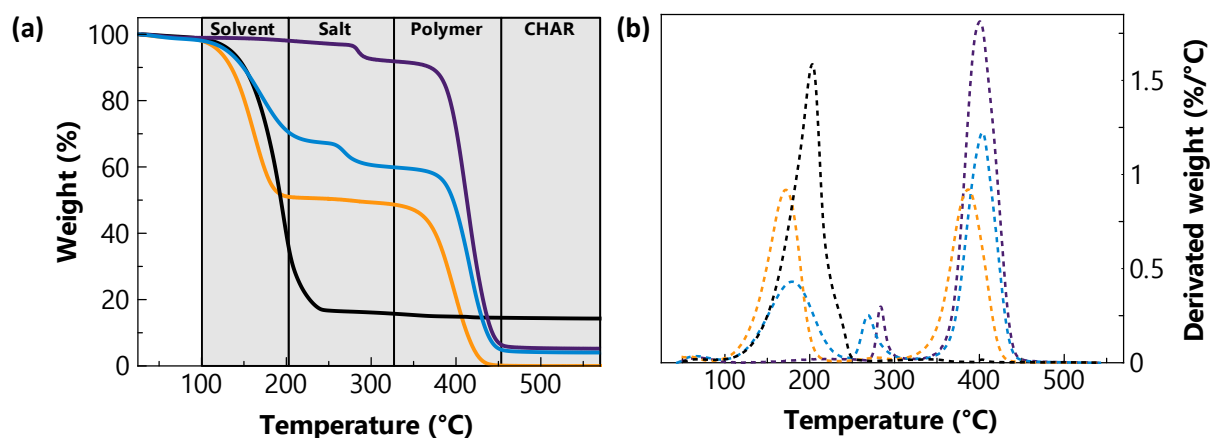 (a)
Solvent Salt Polymer CHAR
100
80
60
40
20
0
Weight (%)
100 200 300 400 500
Temperature (°C)
(b)
1.5
1
0.5
0
Derivated weight (%/°C)
100 200 300 400 500
Temperature (°C)